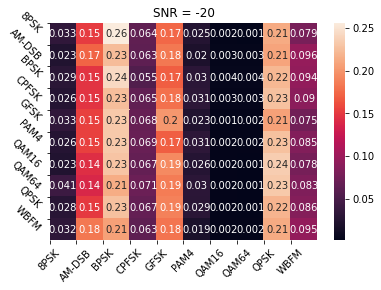 SNR = -20
8PSK 0.033 0.15 0.26 0.064 0.17 0.025 0.002 0.001 0.21 0.079
AM-DSB 0.023 0.17 0.23 0.063 0.18 0.02 0.003 0.003 0.21 0.096
BPSK 0.029 0.15 0.24 0.055 0.17 0.03 0.004 0.004 0.22 0.094
CPFSK 0.026 0.15 0.23 0.065 0.18 0.031 0.003 0.003 0.23 0.09
GFSK 0.033 0.15 0.23 0.068 0.2 0.03 0.001 0.002 0.21 0.075
PAM4 0.026 0.15 0.23 0.069 0.17 0.031 0.002 0.23 0.085
QAM16 0.023 0.14 0.23 0.067 0.19 0.026 0.002 0.001 0.24 0.078
QAM64 0.041 0.14 0.21 0.071 0.19 0.03 0.002 0.001 0.23 0.083
QPSK 0.028 0.15 0.23 0.067 0.19 0.029 0.002 0.001 0.22 0.086
WBFM 0.032 0.18 0.21 0.063 0.18 0.019 0.002 0.002 0.21 0.095
8PSK AM-DSB BPSK CPFSK GFSK PAM4 QAM16 QAM64 QPSK WBFM
0.25
0.20
0.15
0.10
0.05